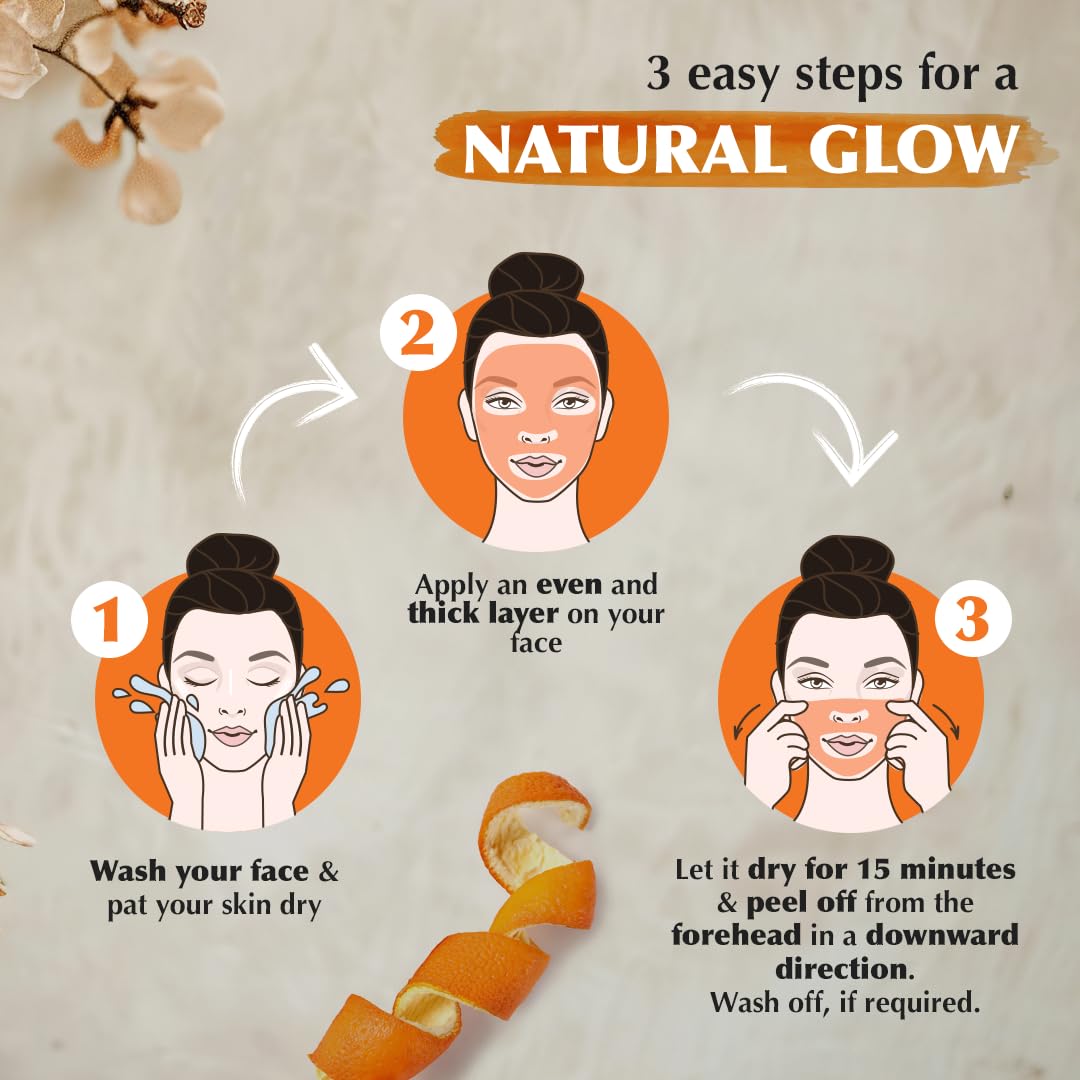 3 easy steps for a
NATURAL GLOW
1
Wash your face &
pat your skin dry
2
Apply an even and
thick layer on your
face
3
Let it dry for 15 minutes
& peel off from the
forehead in a downward
direction.
Wash off, if required.